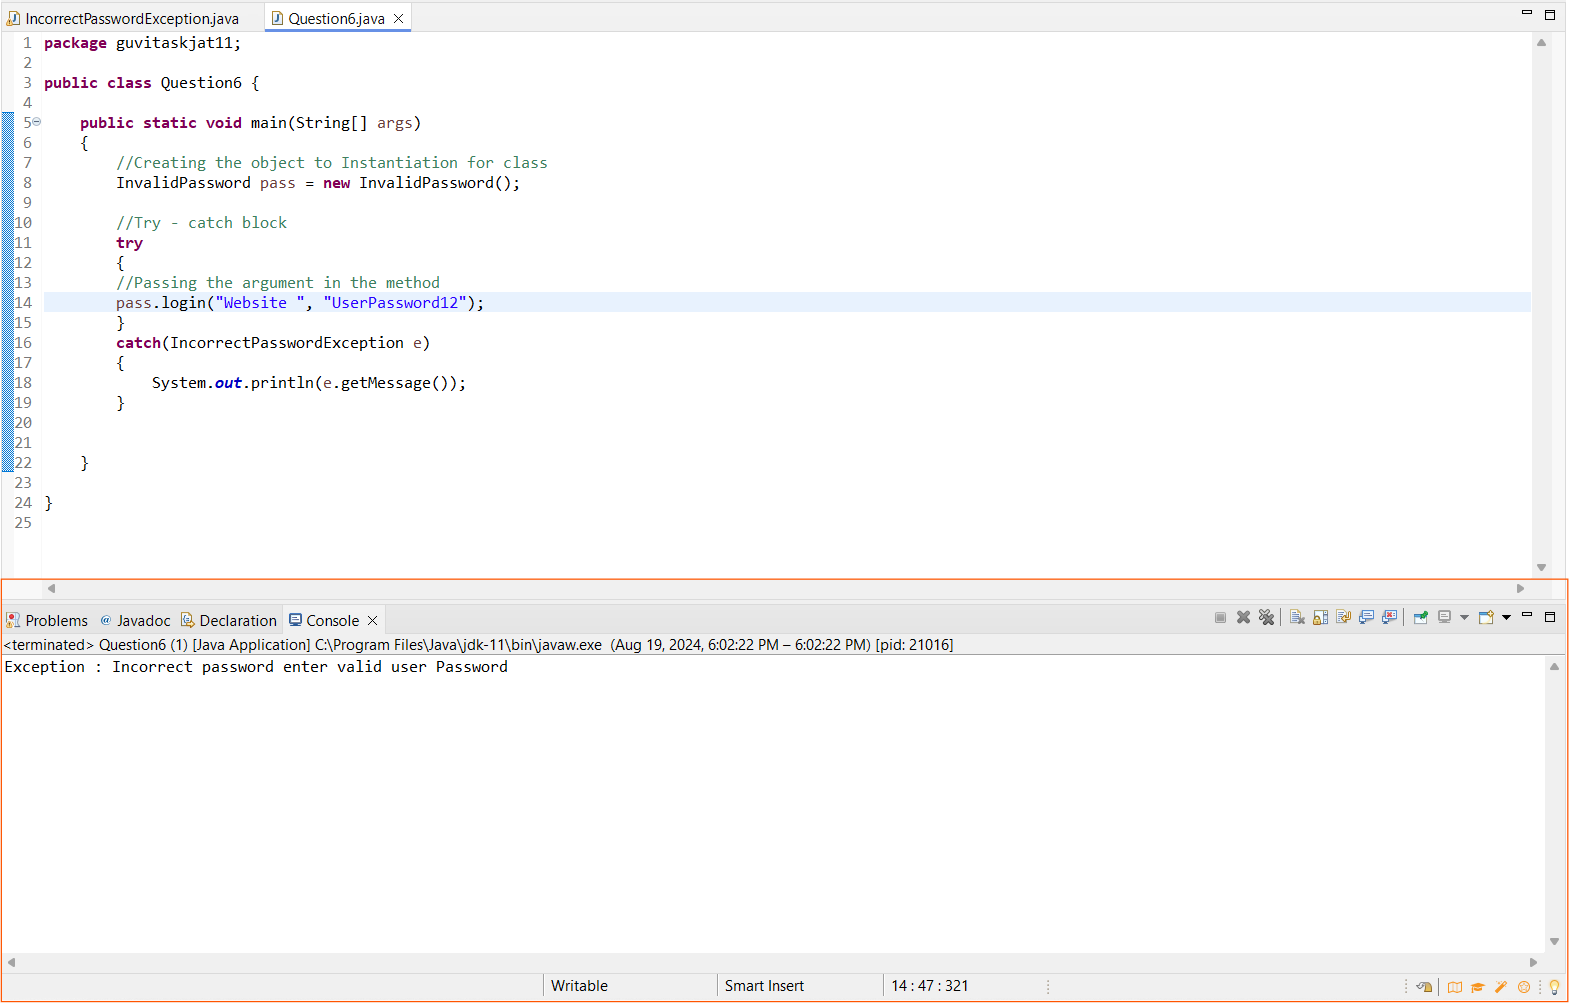 IncorrectPasswordException.java
Question6.java
1 package guvitaskjat11;
2
3 public class Question6 {
4
5 public static void main(String[] args)
6 {
7 //Creating the object to Instantiation for class
8 InvalidPassword pass = new InvalidPassword();
9
10 //Try - catch block
11 try
12 {
13 //Passing the argument in the method
14 pass.login("Website ", "UserPassword12");
15 }
16 catch(IncorrectPasswordException e)
17 {
18 System.out.println(e.getMessage());
19 }
20
21
22 }
23
24 }
25
Problems @ Javadoc Declaration Console
<terminated> Question6 (1) [Java Application] C:\Program Files\Java\jdk-11\bin\javaw.exe (Aug 19, 2024, 6:02:22 PM – 6:02:22 PM) [pid: 21016]
Exception : Incorrect password enter valid user Password
Writable Smart Insert 14 : 47 : 321